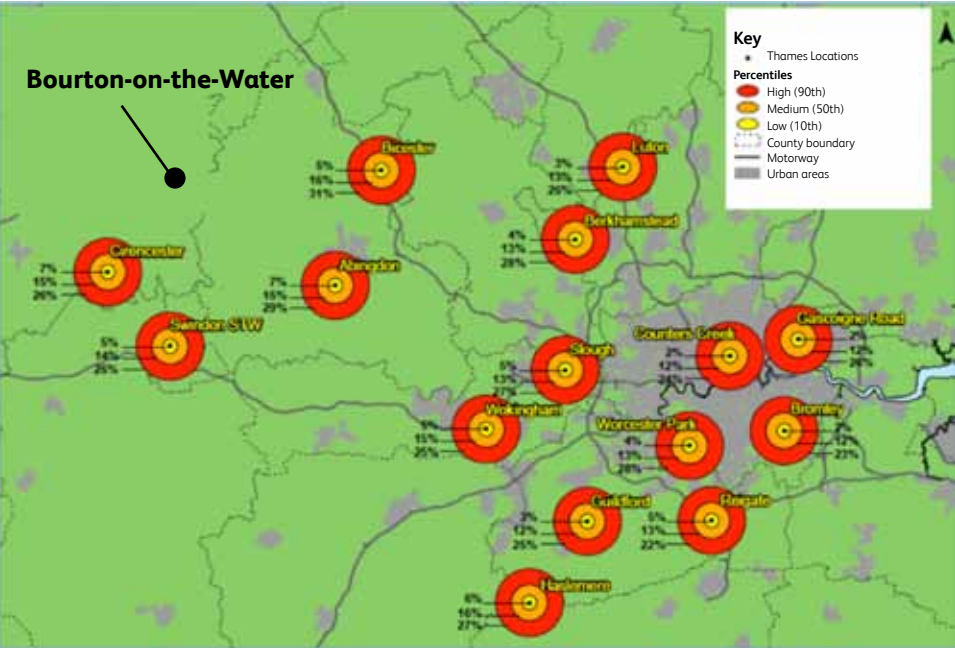 Key
Thames Locations
Percentiles
High (90th)
Medium (50th)
Low (10th)
County boundary
Motorway
Urban areas
Bourton-on-the-Water
Bicester
5%
16%
31%
Luton
3%
13%
26%
Berkhamstead
4%
13%
28%
Cirencester
7%
15%
26%
Abingdon
7%
15%
29%
Swindon STW
5%
14%
25%
Slough
5%
13%
27%
Counters Creek
2%
12%
Gascoigne Road
2%
12%
Wokingham
5%
15%
25%
Worcester Park
4%
13%
28%
Bromley
12%
23%
Guildford
3%
12%
25%
Reigate
5%
13%
22%
Haslemere
6%
16%
27%